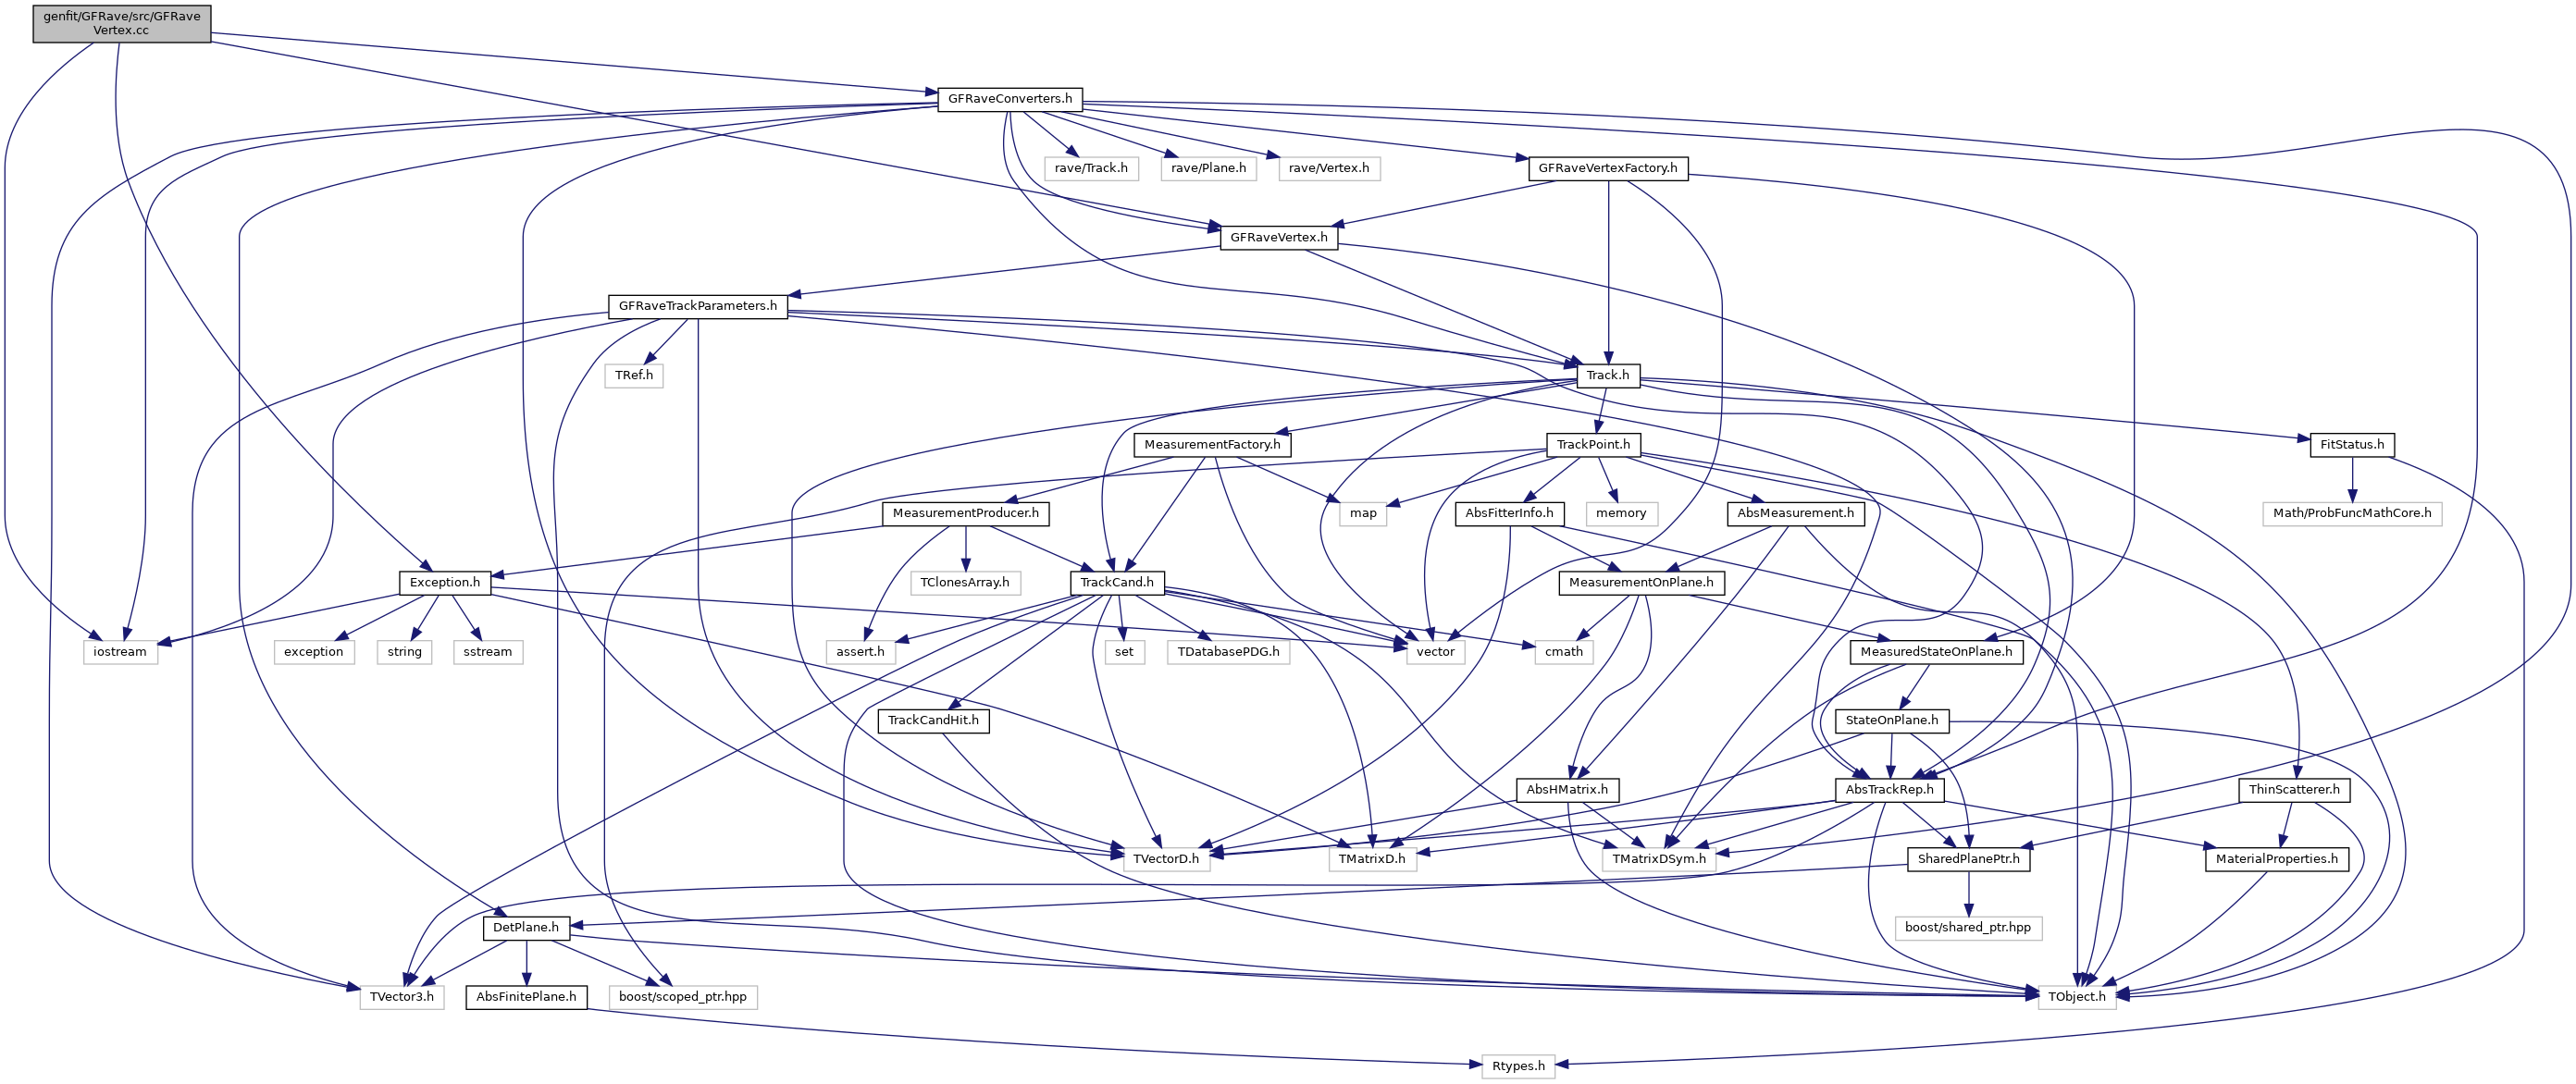 genfit/GFRave/src/GFRave
Vertex.cc
GFRaveConverters.h
rave/Track.h
rave/Plane.h
rave/Vertex.h
GFRaveVertexFactory.h
GFRaveVertex.h
GFRaveTrackParameters.h
TRef.h
Track.h
MeasurementFactory.h
TrackPoint.h
FitStatus.h
MeasurementProducer.h
map
AbsFitterInfo.h
memory
AbsMeasurement.h
Math/ProbFuncMathCore.h
Exception.h
TClonesArray.h
TrackCand.h
MeasurementOnPlane.h
iostream
exception
string
sstream
assert.h
set
TDatabasePDG.h
vector
cmath
MeasuredStateOnPlane.h
TrackCandHit.h
StateOnPlane.h
AbsHMatrix.h
AbsTrackRep.h
ThinScatterer.h
TVectorD.h
TMatrixD.h
TMatrixDSym.h
SharedPlanePtr.h
MaterialProperties.h
DetPlane.h
boost/shared_ptr.hpp
TVector3.h
AbsFinitePlane.h
boost/scoped_ptr.hpp
TObject.h
Rtypes.h